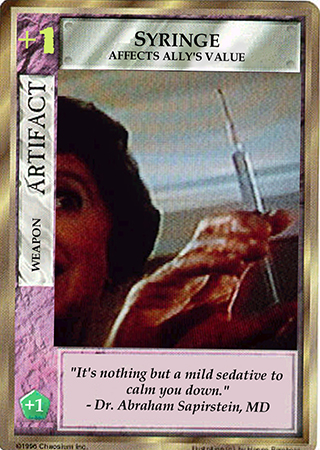 +1
SYRINGE
AFFECTS ALLY'S VALUE
WEAPON ARTIFACT
"It's nothing but a mild sedative to
calm you down."
- Dr. Abraham Sapirstein, MD
+1
©1996 Chaosium Inc.